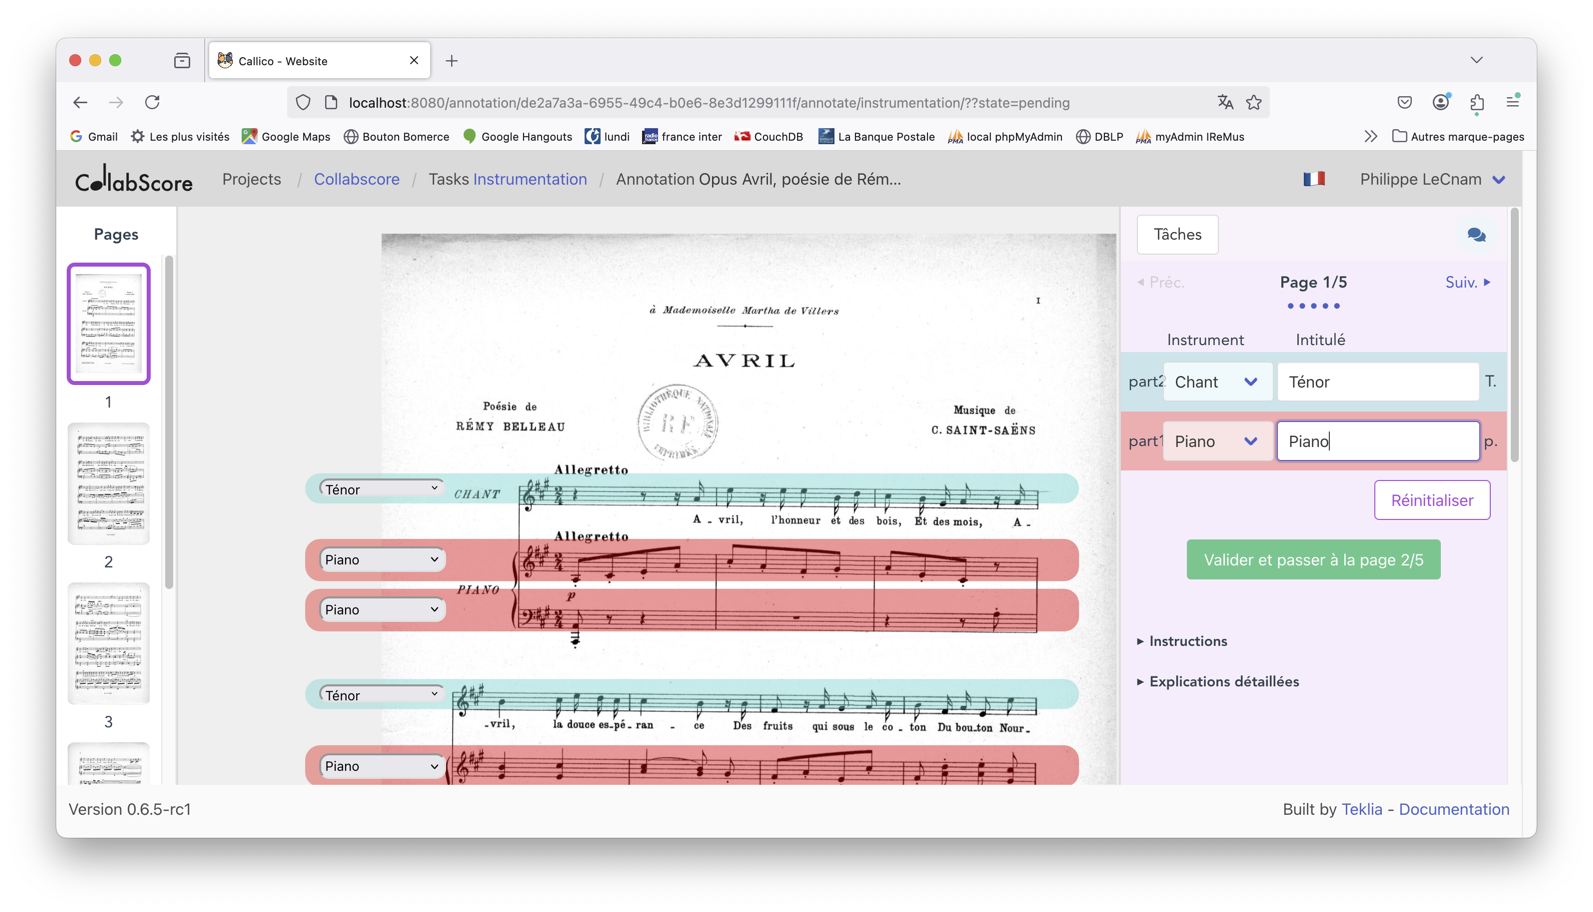 Callico - Website
localhost:8080/annotation/de2a7a3a-6955-49c4-b0e6-8e3d1299111f/annotate/instrumentation/??state=pending
Gmail Les plus visités Google Maps Bouton Bomerce Google Hangouts lundi france inter CouchDB La Banque Postale local phpMyAdmin DBLP myAdmin IReMus Autres marque-pages
CollabScore Projects / Collabscore / Tasks Instrumentation / Annotation Opus Avril, poésie de Rém... Philippe LeCnam
Pages
1
2
3
à Mademoiselle Martha de Villers
1
AVRIL
Poésie de
RÉMY BELLEAU
BIBLIOTHÈQUE NATIONALE
R F
IMPRIMÉS
Musique de
C. SAINT-SAËNS
Allegretto
Ténor CHANT
A - vril, l'honneur et des bois, Et des mois, A -
Allegretto
Piano
PIANO
p
Piano
Ténor
-vril, la douce es-pé-ran - ce Des fruits qui sous le co-ton Du bou-ton Nour-
Piano
Tâches
Préc. Page 1/5 Suiv.
Instrument Intitulé
part2 Chant Ténor T.
part1 Piano Piano p.
Réinitialiser
Valider et passer à la page 2/5
Instructions
Explications détaillées
Version 0.6.5-rc1
Built by Teklia - Documentation